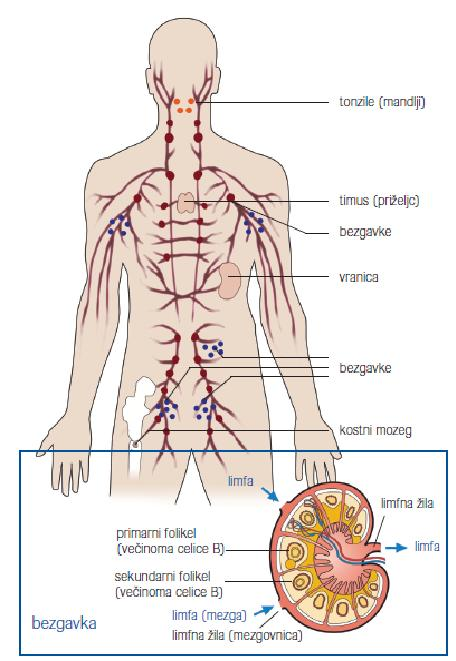 tonzile (mandlji)
timus (priželjc)
bezgavke
vranica
bezgavke
kostni mozeg
limfa
limfna žila
limfa
primarni folikel
(večinoma celice B)
sekundarni folikel
(večinoma celice B)
limfa (mezga)
limfna žila (mezgovnica)
bezgavka